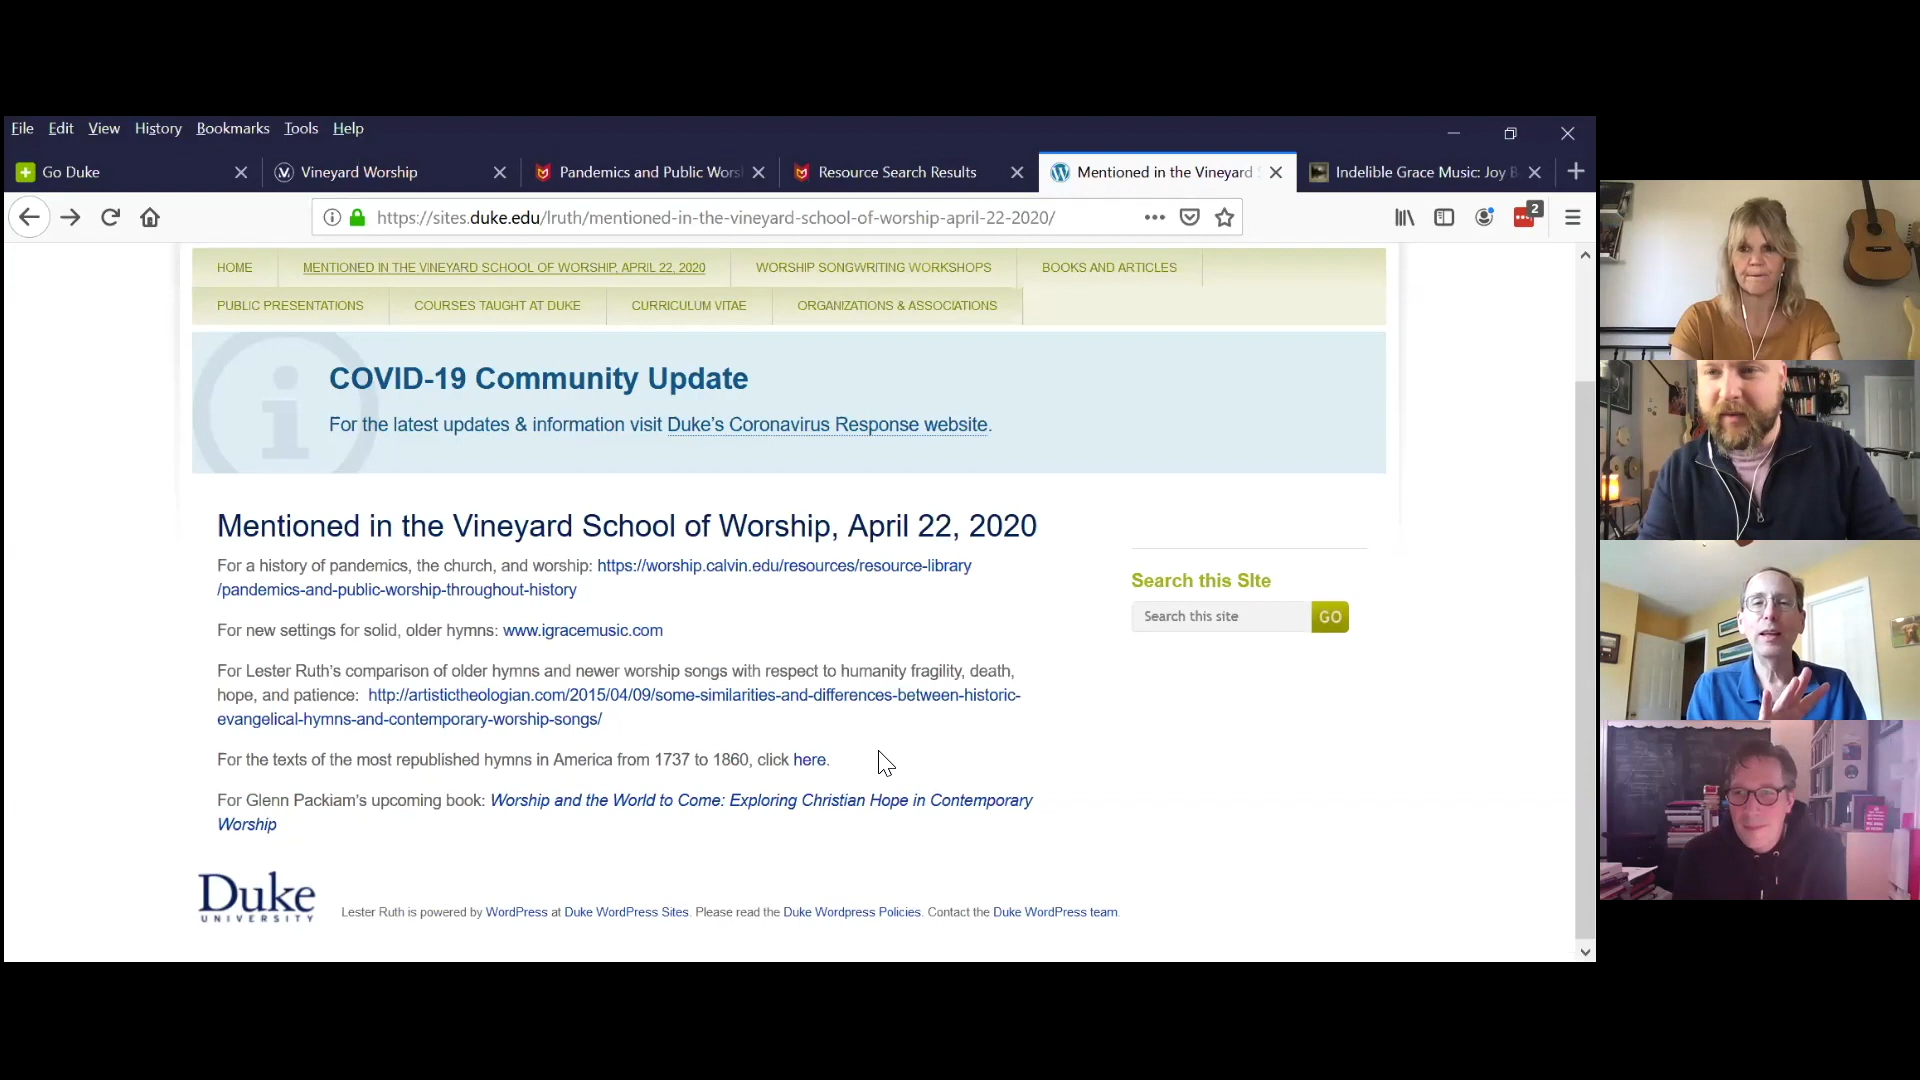 File Edit View History Bookmarks Tools Help
Go Duke
Vineyard Worship
Pandemics and Public Wors
Resource Search Results
Mentioned in the Vineyard S
Indelible Grace Music: Joy B
https://sites.duke.edu/lruth/mentioned-in-the-vineyard-school-of-worship-april-22-2020/
2
HOME MENTIONED IN THE VINEYARD SCHOOL OF WORSHIP, APRIL 22, 2020 WORSHIP SONGWRITING WORKSHOPS BOOKS AND ARTICLES
PUBLIC PRESENTATIONS COURSES TAUGHT AT DUKE CURRICULUM VITAE ORGANIZATIONS & ASSOCIATIONS
COVID-19 Community Update
For the latest updates & information visit Duke's Coronavirus Response website.
Mentioned in the Vineyard School of Worship, April 22, 2020
For a history of pandemics, the church, and worship: https://worship.calvin.edu/resources/resource-library
/pandemics-and-public-worship-throughout-history
For new settings for solid, older hymns: www.igracemusic.com
For Lester Ruth's comparison of older hymns and newer worship songs with respect to humanity fragility, death,
hope, and patience: http://artistictheologian.com/2015/04/09/some-similarities-and-differences-between-historic-
evangelical-hymns-and-contemporary-worship-songs/
For the texts of the most republished hymns in America from 1737 to 1860, click here.
For Glenn Packiam's upcoming book: Worship and the World to Come: Exploring Christian Hope in Contemporary
Worship
Search this SIte
Search this site GO
Duke
UNIVERSITY
Lester Ruth is powered by WordPress at Duke WordPress Sites. Please read the Duke Wordpress Policies. Contact the Duke WordPress team.